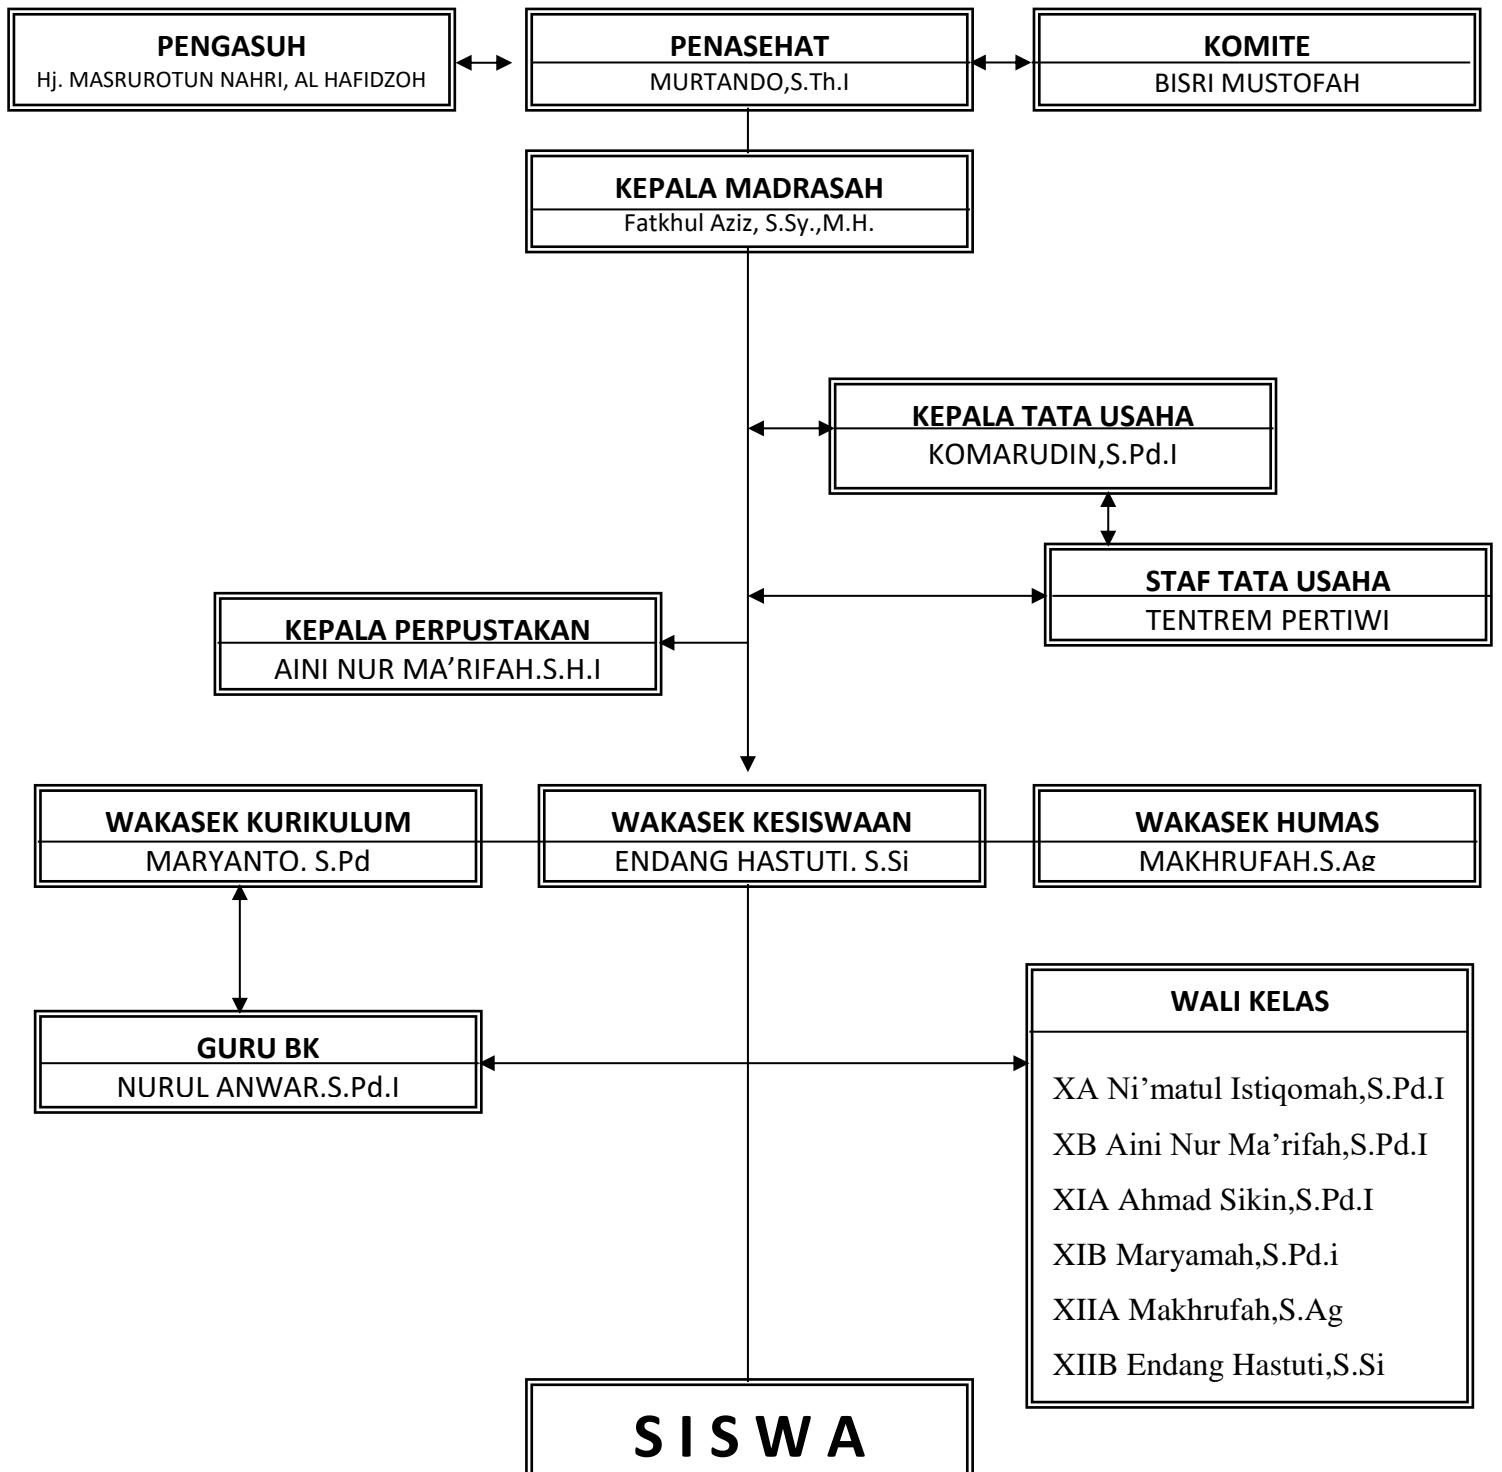 PENGASUH
Hj. MASRUROTUN NAHRI, AL HAFIDZOH
PENASEHAT
MURTANDO,S.Th.I
KOMITE
BISRI MUSTOFAH
KEPALA MADRASAH
Fatkhul Aziz, S.Sy.,M.H.
KEPALA TATA USAHA
KOMARUDIN,S.Pd.I
STAF TATA USAHA
TENTREM PERTIWI
KEPALA PERPUSTAKAN
AINI NUR MA’RIFAH.S.H.I
WAKASEK KURIKULUM
MARYANTO. S.Pd
WAKASEK KESISWAAN
ENDANG HASTUTI. S.Si
WAKASEK HUMAS
MAKHRUFAH.S.Ag
GURU BK
NURUL ANWAR.S.Pd.I
WALI KELAS
XA Ni’matul Istiqomah,S.Pd.I
XB Aini Nur Ma’rifah,S.Pd.I
XIA Ahmad Sikin,S.Pd.I
XIB Maryamah,S.Pd.i
XIIA Makhrufah,S.Ag
XIIB Endang Hastuti,S.Si
S I S W A